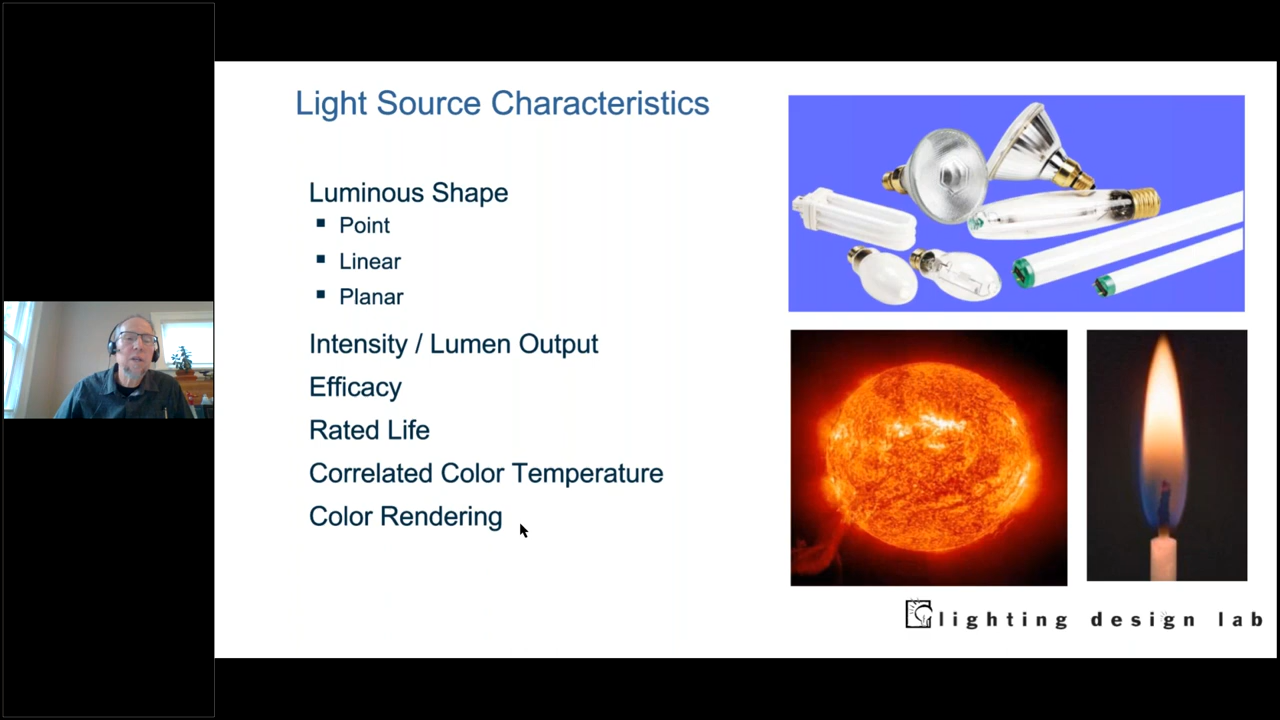 Light Source Characteristics
Luminous Shape
Point
Linear
Planar
Intensity / Lumen Output
Efficacy
Rated Life
Correlated Color Temperature
Color Rendering
lighting design lab